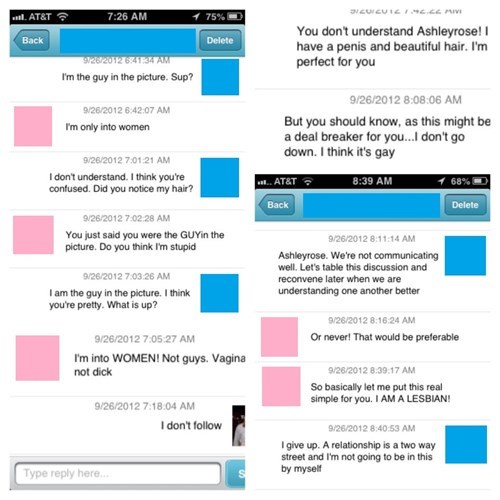 AT&T 7:26 AM 75%
Back Delete
9/26/2012 6:41:34 AM
I'm the guy in the picture. Sup?
9/26/2012 6:42:07 AM
I'm only into women
9/26/2012 7:01:21 AM
I don't understand. I think you're
confused. Did you notice my hair?
9/26/2012 7:02:28 AM
You just said you were the GUYin the
picture. Do you think I'm stupid
9/26/2012 7:03:26 AM
I am the guy in the picture. I think
you're pretty. What is up?
9/26/2012 7:05:27 AM
I'm into WOMEN! Not guys. Vagina
not dick
9/26/2012 7:18:04 AM
I don't follow
Type reply here...
S
You don't understand Ashleyrose! I
have a penis and beautiful hair. I'm
perfect for you
9/26/2012 8:08:06 AM
But you should know, as this might be
a deal breaker for you...I don't go
down. I think it's gay
AT&T 8:39 AM 68%
Back Delete
9/26/2012 8:11:14 AM
Ashleyrose. We're not communicating
well. Let's table this discussion and
reconvene later when we are
understanding one another better
9/26/2012 8:16:24 AM
Or never! That would be preferable
9/26/2012 8:39:17 AM
So basically let me put this real
simple for you. I AM A LESBIAN!
9/26/2012 8:40:53 AM
I give up. A relationship is a two way
street and I'm not going to be in this
by myself